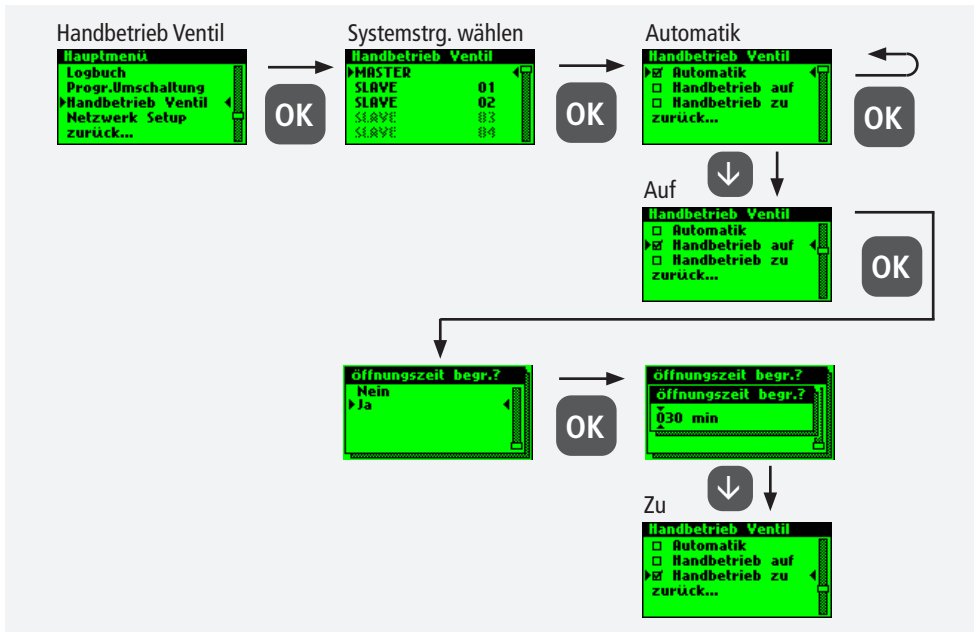 Handbetrieb Ventil
Hauptmenü
Logbuch
Progr.Umschaltung
Handbetrieb Ventil
Netzwerk Setup
zurück...
OK
Systemstrg. wählen
Handbetrieb Ventil
MASTER
SLAVE 01
SLAVE 02
SLAVE 03
SLAVE 04
OK
Automatik
Handbetrieb Ventil
Automatik
Handbetrieb auf
Handbetrieb zu
zurück...
OK
Auf
Handbetrieb Ventil
Automatik
Handbetrieb auf
Handbetrieb zu
zurück...
OK
öffnungszeit begr.?
Nein
Ja
OK
öffnungszeit begr.?
öffnungszeit begr.?
030 min
Zu
Handbetrieb Ventil
Automatik
Handbetrieb auf
Handbetrieb zu
zurück...